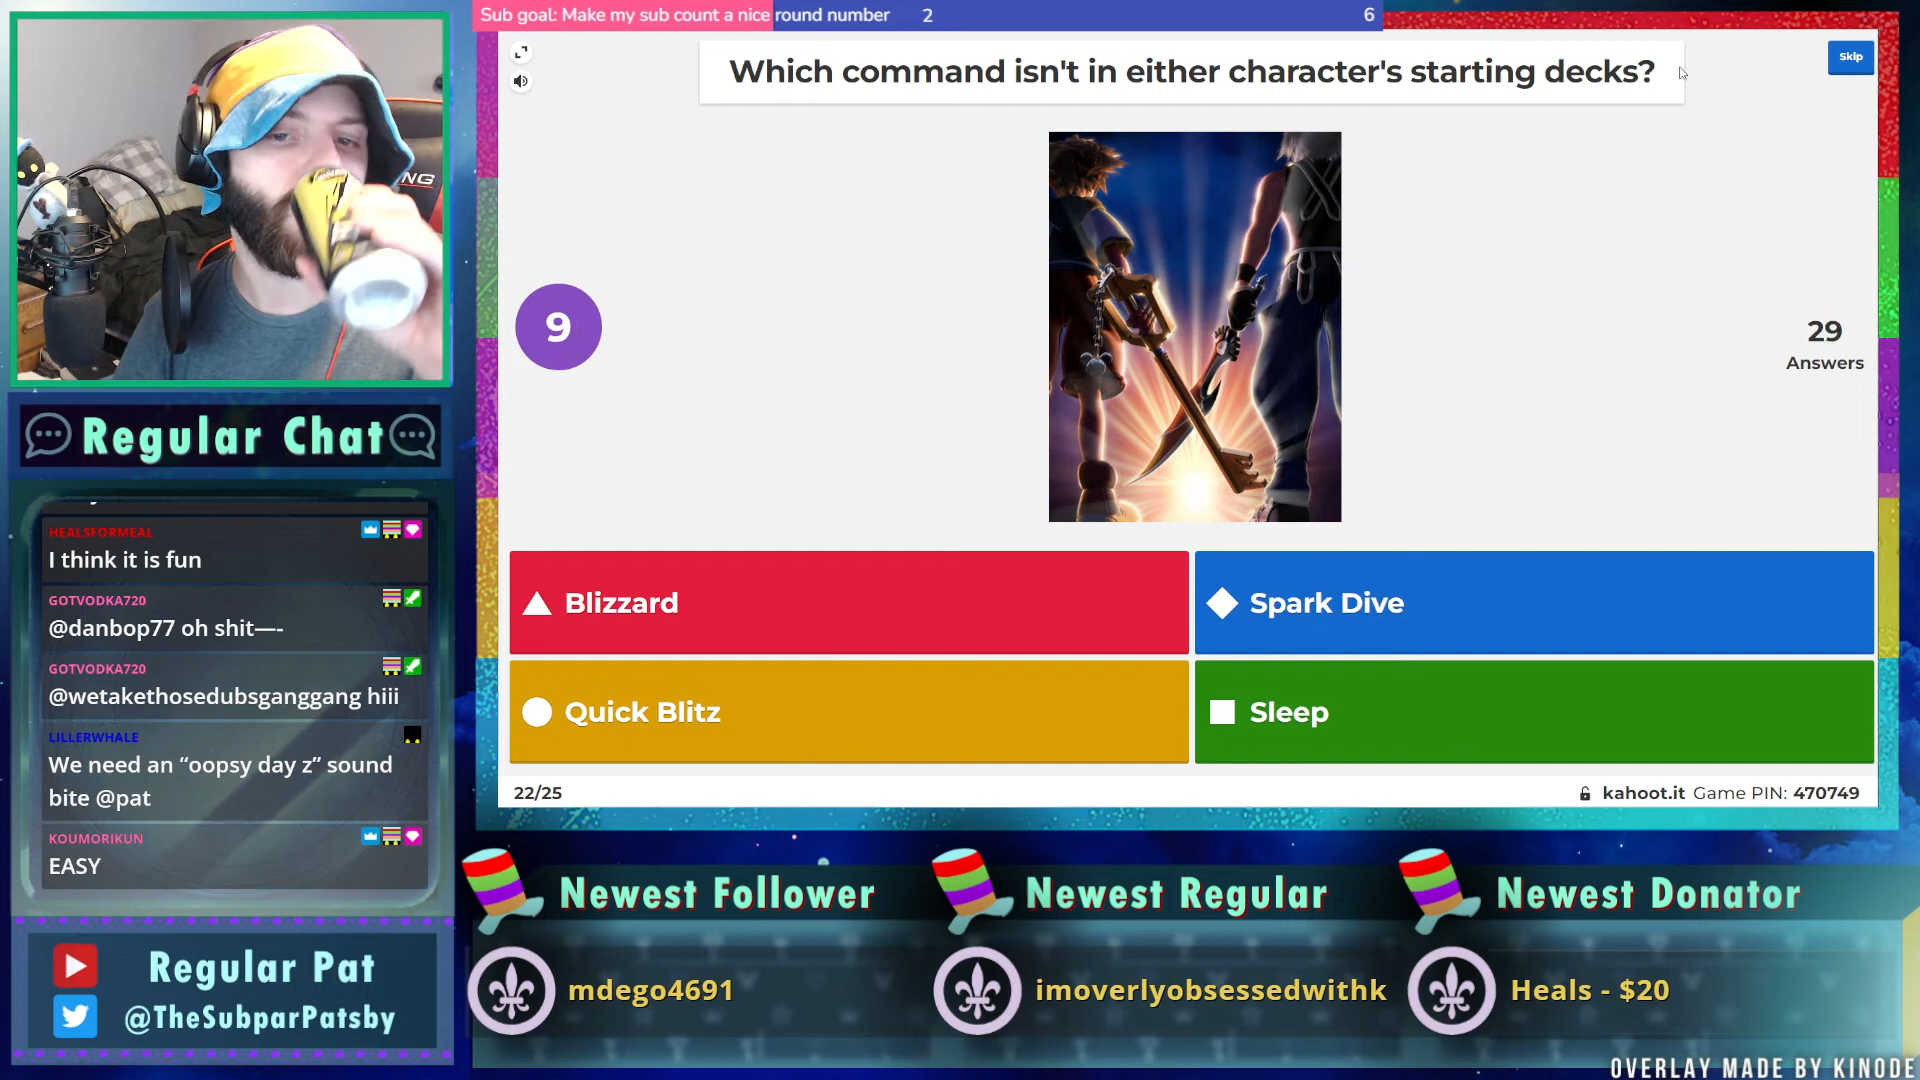 Sub goal: Make my sub count a nice round number 2 6
Which command isn't in either character's starting decks?
Skip
NG
9
29
Answers
Blizzard
Spark Dive
Quick Blitz
Sleep
22/25
kahoot.it Game PIN: 470749
Regular Chat
HEALSFORMEAL
I think it is fun
GOTVODKA720
@danbop77 oh shit—-
GOTVODKA720
@wetakethosedubsganggang hiii
LILLERWHALE
We need an “oopsy day z” sound
bite @pat
KOUMORIKUN
EASY
Regular Pat
@TheSubparPatsby
Newest Follower
mdego4691
Newest Regular
imoverlyobsessedwithk
Newest Donator
Heals - $20
OVERLAY MADE BY KINODE